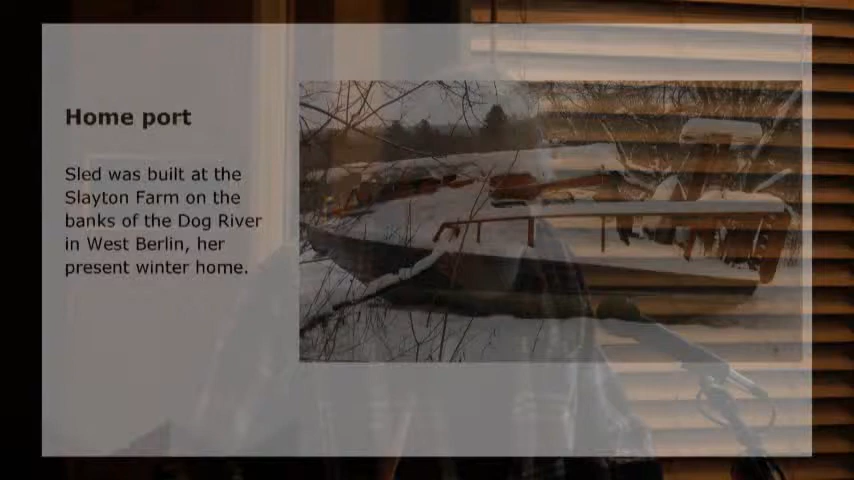 Home port
Sled was built at the
Slayton Farm on the
banks of the Dog River
in West Berlin, her
present winter home.